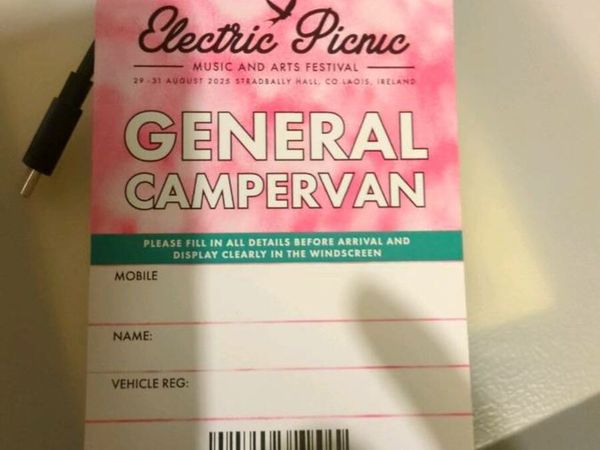 Electric Picnic
MUSIC AND ARTS FESTIVAL
29-31 AUGUST 2025 STRADBALLY HALL, CO.LAOIS, IRELAND
GENERAL
CAMPERVAN
PLEASE FILL IN ALL DETAILS BEFORE ARRIVAL AND
DISPLAY CLEARLY IN THE WINDSCREEN
MOBILE
NAME:
VEHICLE REG: